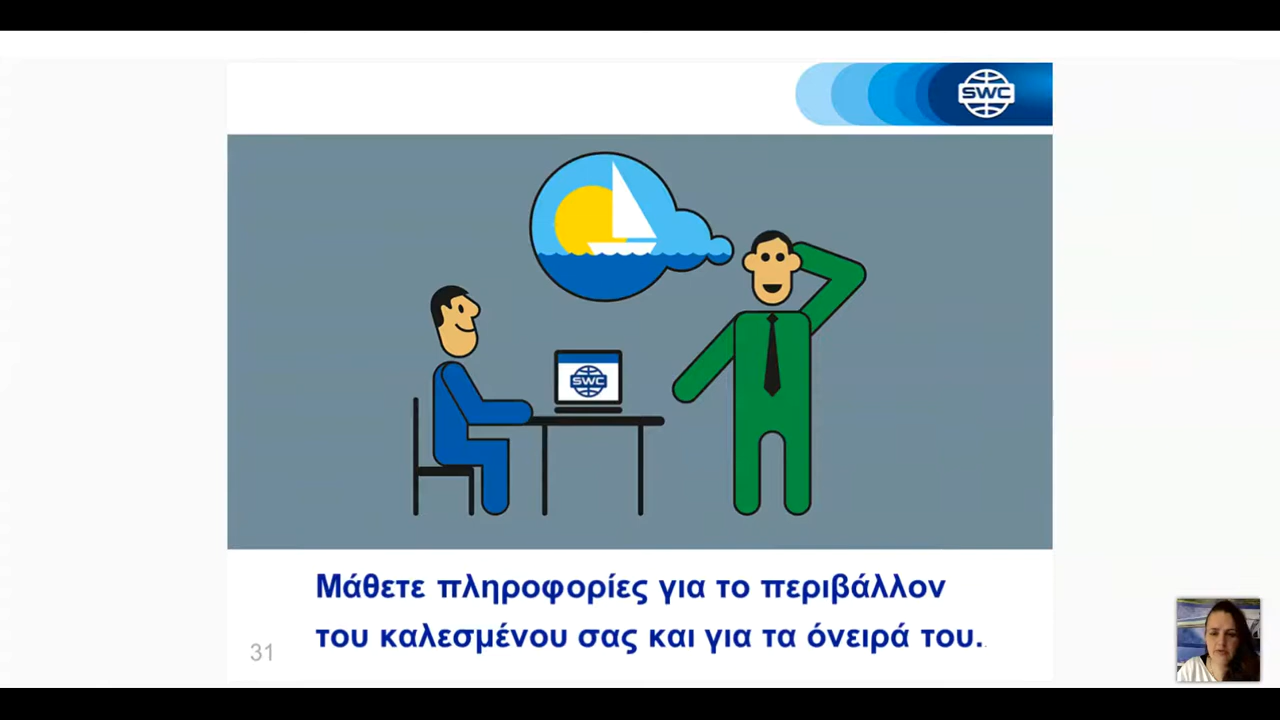 SWC
SWC
Μάθετε πληροφορίες για το περιβάλλον
του καλεσμένου σας και για τα όνειρά του.
31